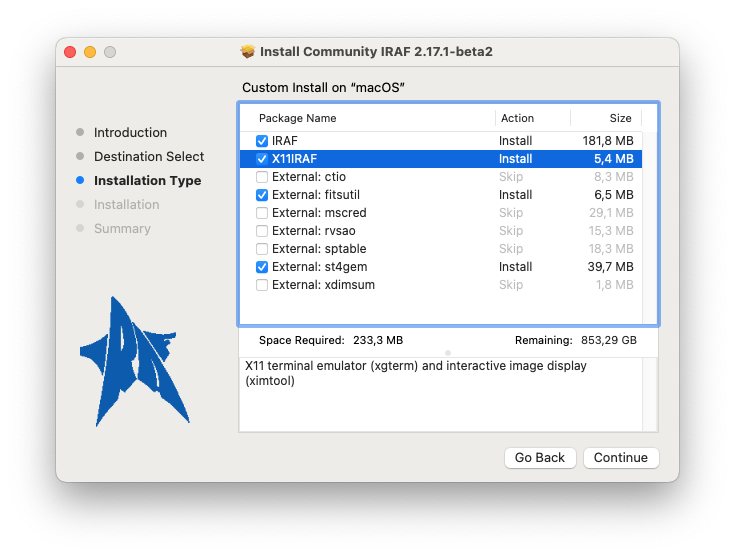 Install Community IRAF 2.17.1-beta2
Custom Install on “macOS”
Introduction
Destination Select
Installation Type
Installation
Summary
Package Name Action Size
IRAF Install 181,8 MB
X11IRAF Install 5,4 MB
External: ctio Skip 8,3 MB
External: fitsutil Install 6,5 MB
External: mscred Skip 29,1 MB
External: rvsao Skip 15,3 MB
External: sptable Skip 18,3 MB
External: st4gem Install 39,7 MB
External: xdimsum Skip 1,8 MB
Space Required: 233,3 MB Remaining: 853,29 GB
X11 terminal emulator (xgterm) and interactive image display
(ximtool)
Go Back Continue